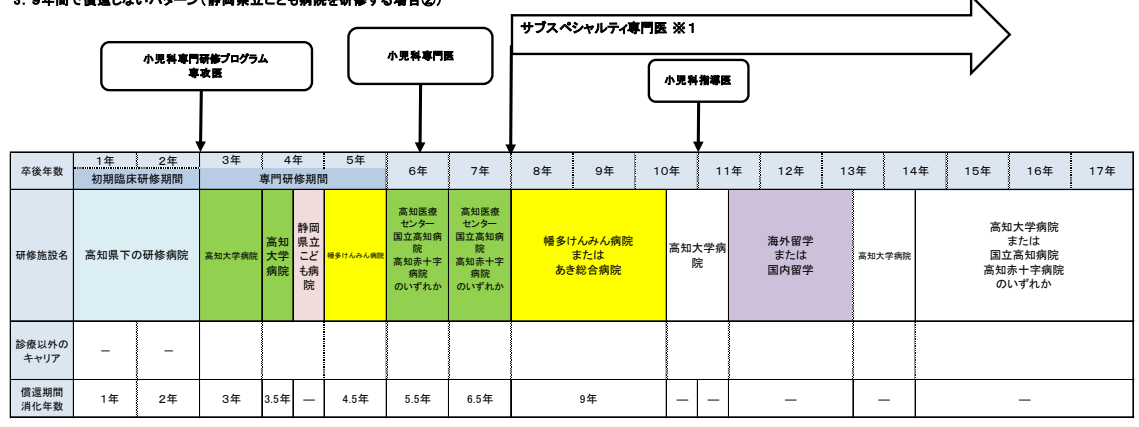 3. 9年間で償還しないパターン(静岡県立こども病院を研修する場合②)
サブスペシャルティ専門医 ※1
小児科専門研修プログラム
専攻医
小児科専門医
小児科指導医
卒後年数
1年
2年
3年
4年
5年
6年
7年
8年
9年
10年
11年
12年
13年
14年
15年
16年
17年
初期臨床研修期間
専門研修期間
研修施設名
高知県下の研修病院
高知大学病院
高知
大学
病院
静岡
県立
こど
も病
院
幡多けんみん病院
高知医療
センター
国立高知病
院
高知赤十字
病院
のいずれか
高知医療
センター
国立高知病
院
高知赤十字
病院
のいずれか
幡多けんみん病院
または
あき総合病院
高知大学病
院
海外留学
または
国内留学
高知大学病院
高知大学病院
または
国立高知病院
高知赤十字病院
のいずれか
診療以外の
キャリア
―
―
償還期間
消化年数
1年
2年
3年
3.5年
―
4.5年
5.5年
6.5年
9年
―
―
―
―
―